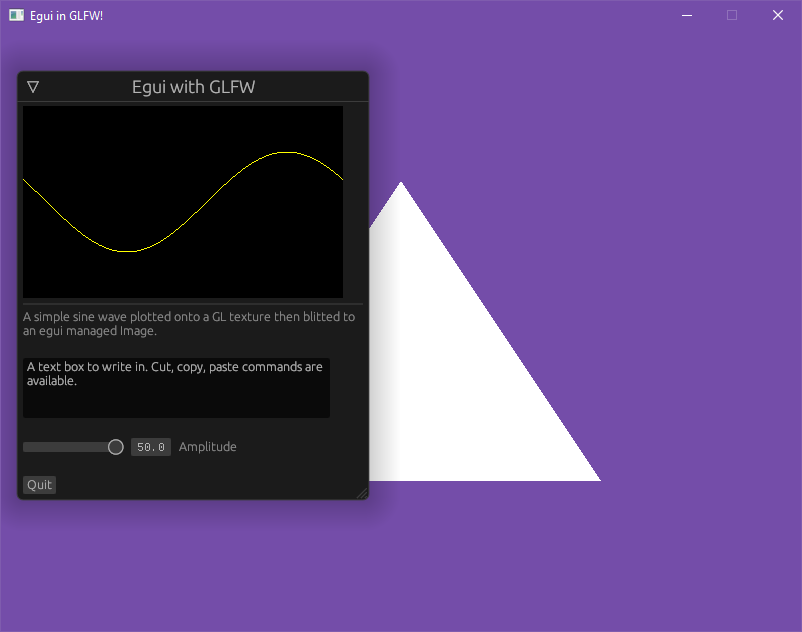 Egui in GLFW!
Egui with GLFW
A simple sine wave plotted onto a GL texture then blitted to
an egui managed Image.
A text box to write in. Cut, copy, paste commands are
available.
50.0 Amplitude
Quit